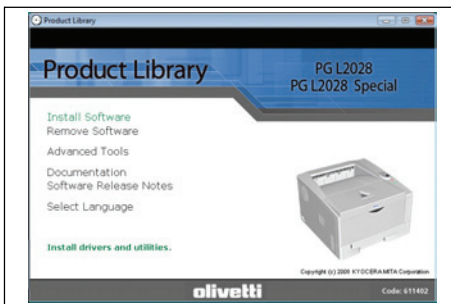 Product Library
Product Library
PG L2028
PG L2028 Special
Install Software
Remove Software
Advanced Tools
Documentation
Software Release Notes
Select Language
Install drivers and utilities.
Copyright (c) 2009 KYOCERA MITA Corporation
olivetti
Code: 611402